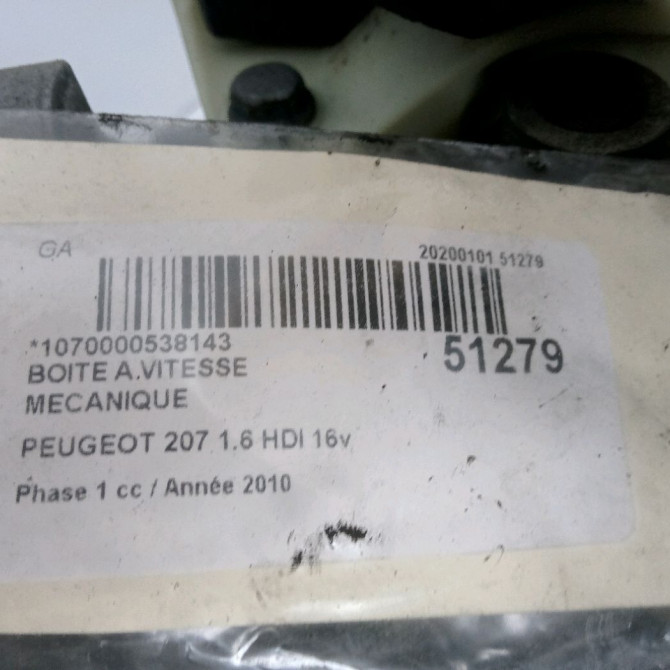 GA
20200101 51279
*1070000538143
51279
BOITE A.VITESSE
MECANIQUE
PEUGEOT 207 1.6 HDI 16v
Phase 1 cc / Année 2010